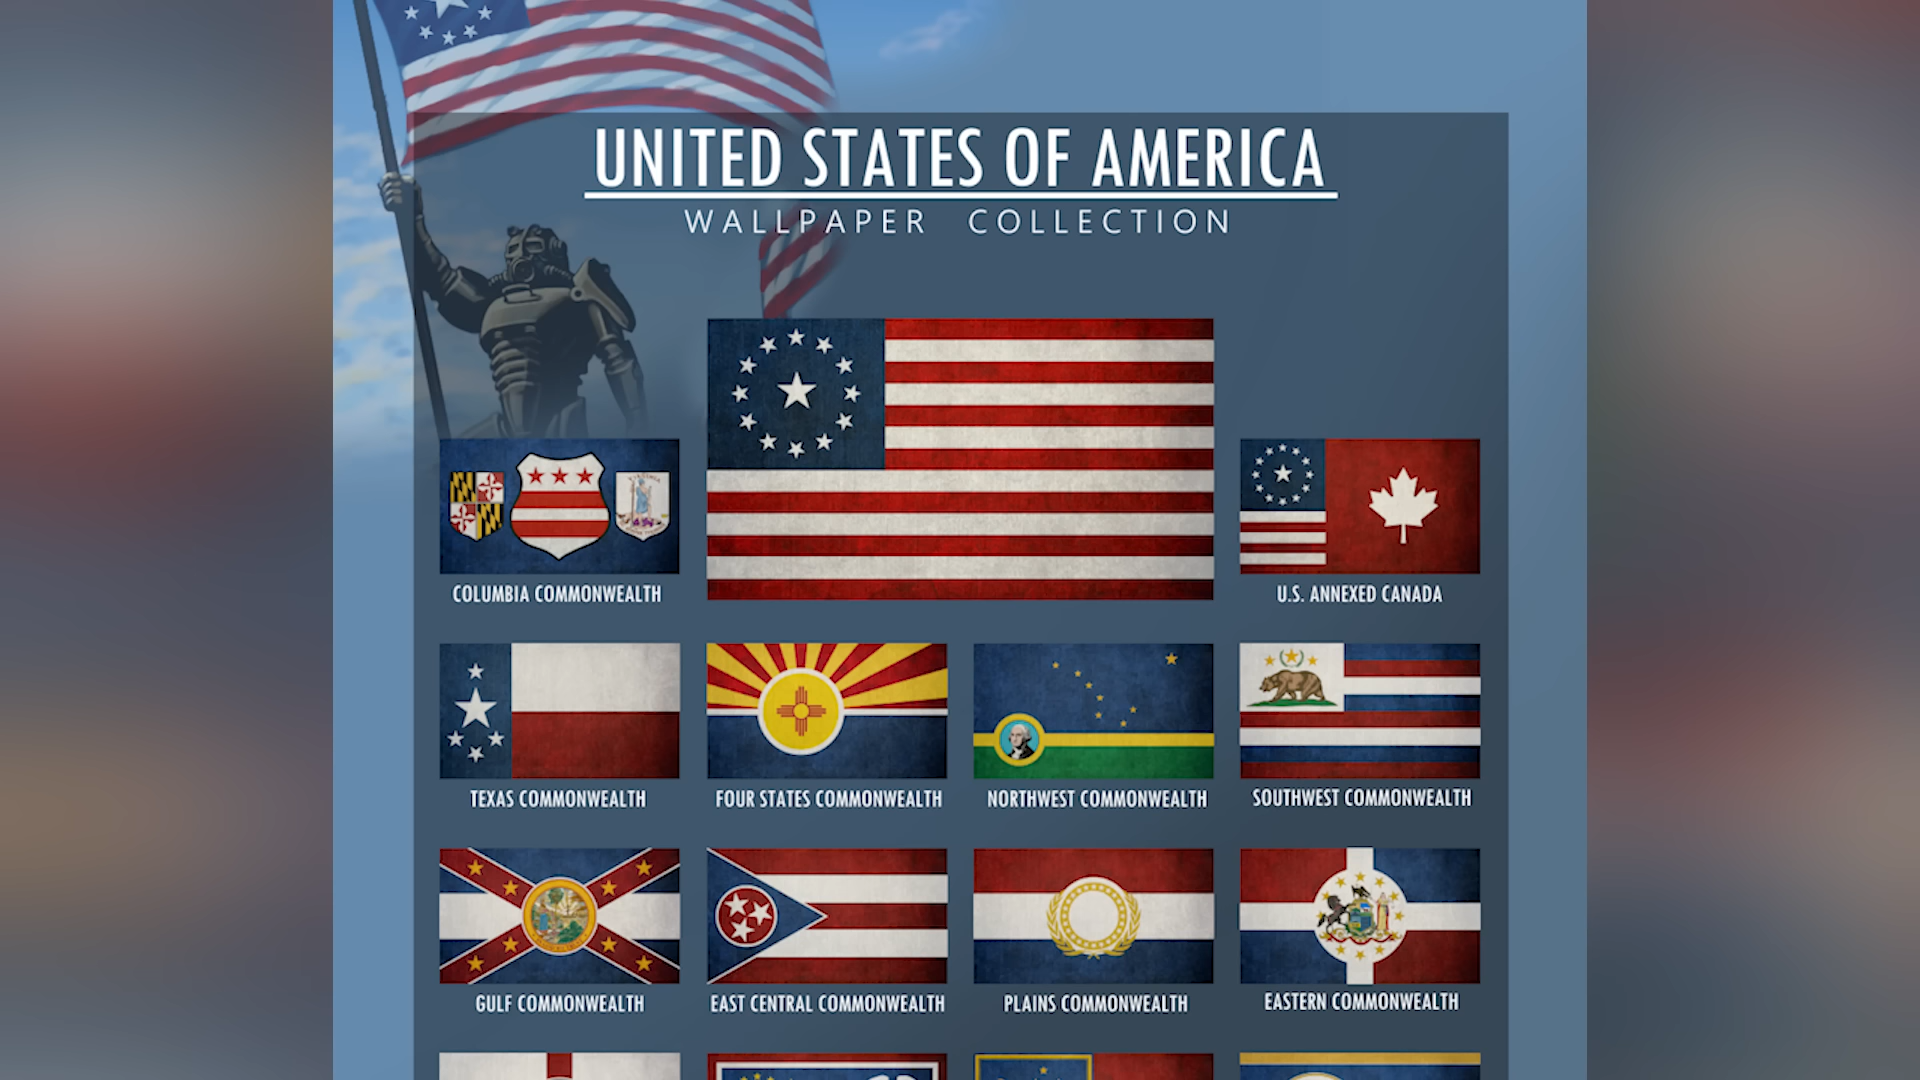 UNITED STATES OF AMERICA
WALLPAPER COLLECTION
COLUMBIA COMMONWEALTH
U.S. ANNEXED CANADA
TEXAS COMMONWEALTH
FOUR STATES COMMONWEALTH
NORTHWEST COMMONWEALTH
SOUTHWEST COMMONWEALTH
GULF COMMONWEALTH
EAST CENTRAL COMMONWEALTH
PLAINS COMMONWEALTH
EASTERN COMMONWEALTH